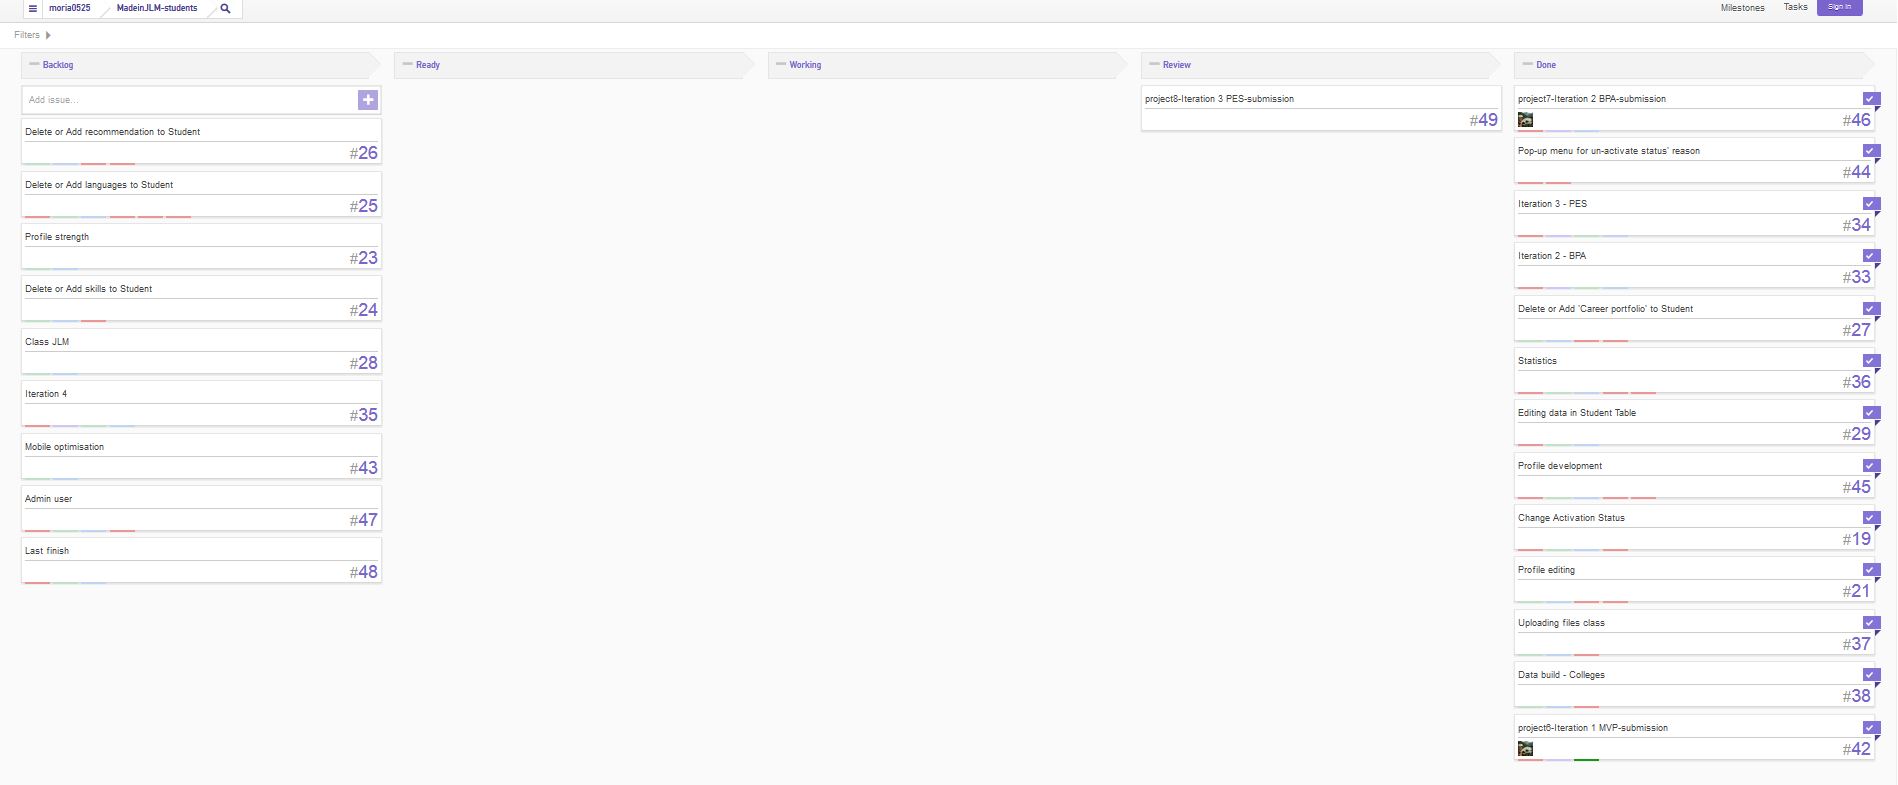 moria0525
MadeinJLM-students
Milestones
Tasks
Sign in
Filters
Backlog
Add issue...
Delete or Add recommendation to Student
#26
Delete or Add languages to Student
#25
Profile strength
#23
Delete or Add skills to Student
#24
Class JLM
#28
Iteration 4
#35
Mobile optimisation
#43
Admin user
#47
Last finish
#48
Ready
Working
Review
project8-Iteration 3 PES-submission
#49
Done
project7-Iteration 2 BPA-submission
#46
Pop-up menu for un-activate status' reason
#44
Iteration 3 - PES
#34
Iteration 2 - BPA
#33
Delete or Add 'Career portfolio' to Student
#27
Statistics
#36
Editing data in Student Table
#29
Profile development
#45
Change Activation Status
#19
Profile editing
#21
Uploading files class
#37
Data build - Colleges
#38
project6-Iteration 1 MVP-submission
#42